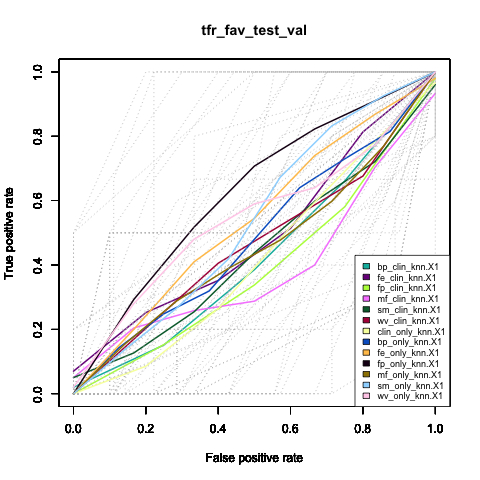 tfr_fav_test_val
True positive rate
1.0
0.8
0.6
0.4
0.2
0.0
bp_clin_knn.X1
fe_clin_knn.X1
fp_clin_knn.X1
mf_clin_knn.X1
sm_clin_knn.X1
wv_clin_knn.X1
clin_only_knn.X1
bp_only_knn.X1
fe_only_knn.X1
fp_only_knn.X1
mf_only_knn.X1
sm_only_knn.X1
wv_only_knn.X1
0.0 0.2 0.4 0.6 0.8 1.0
False positive rate